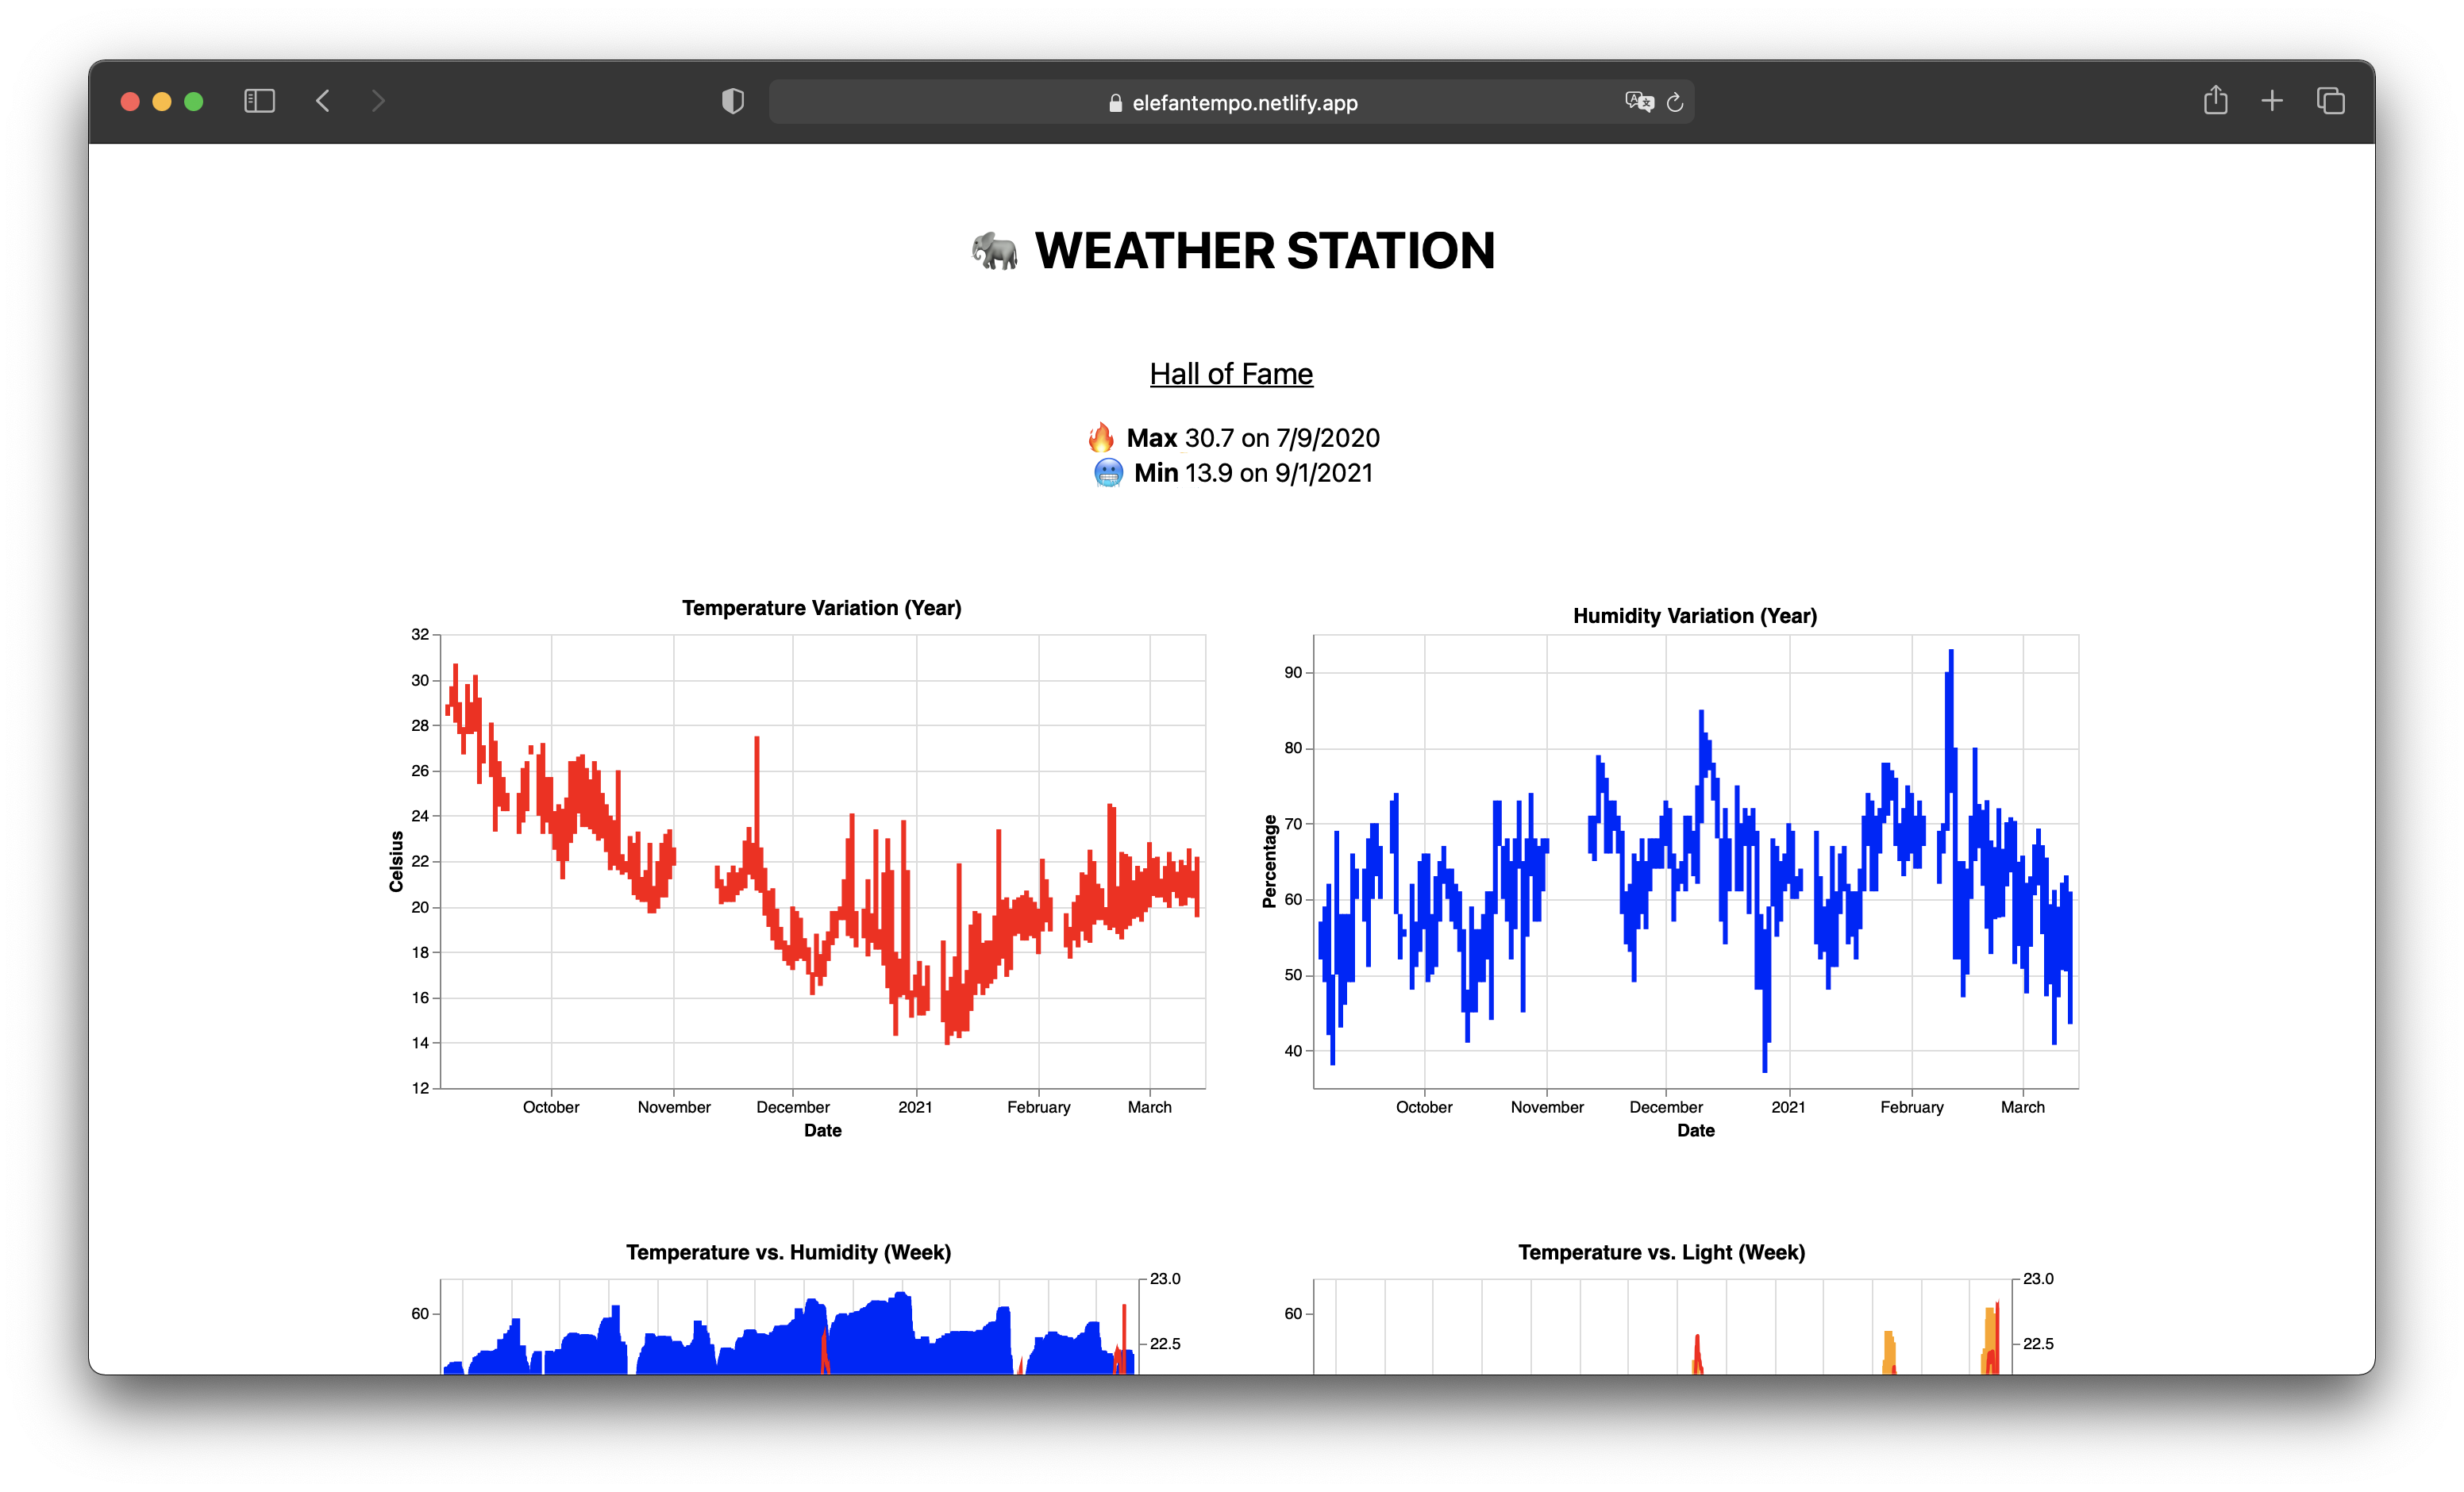 elefantempo.netlify.app
🐘 WEATHER STATION
Hall of Fame
🔥 Max 30.7 on 7/9/2020
🥶 Min 13.9 on 9/1/2021
Temperature Variation (Year)
32
30
28
26
24
22
20
18
16
14
12
Celsius
October November December 2021 February March
Date
Humidity Variation (Year)
90
80
70
60
50
40
Percentage
October November December 2021 February March
Date
Temperature vs. Humidity (Week)
60
23.0
22.5
Temperature vs. Light (Week)
60
23.0
22.5